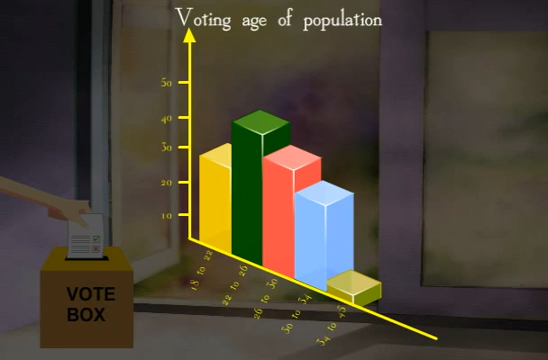 Voting age of population
50
40
30
20
10
18 to 22
22 to 26
26 to 30
30 to 34
34 to 45
VOTE
BOX